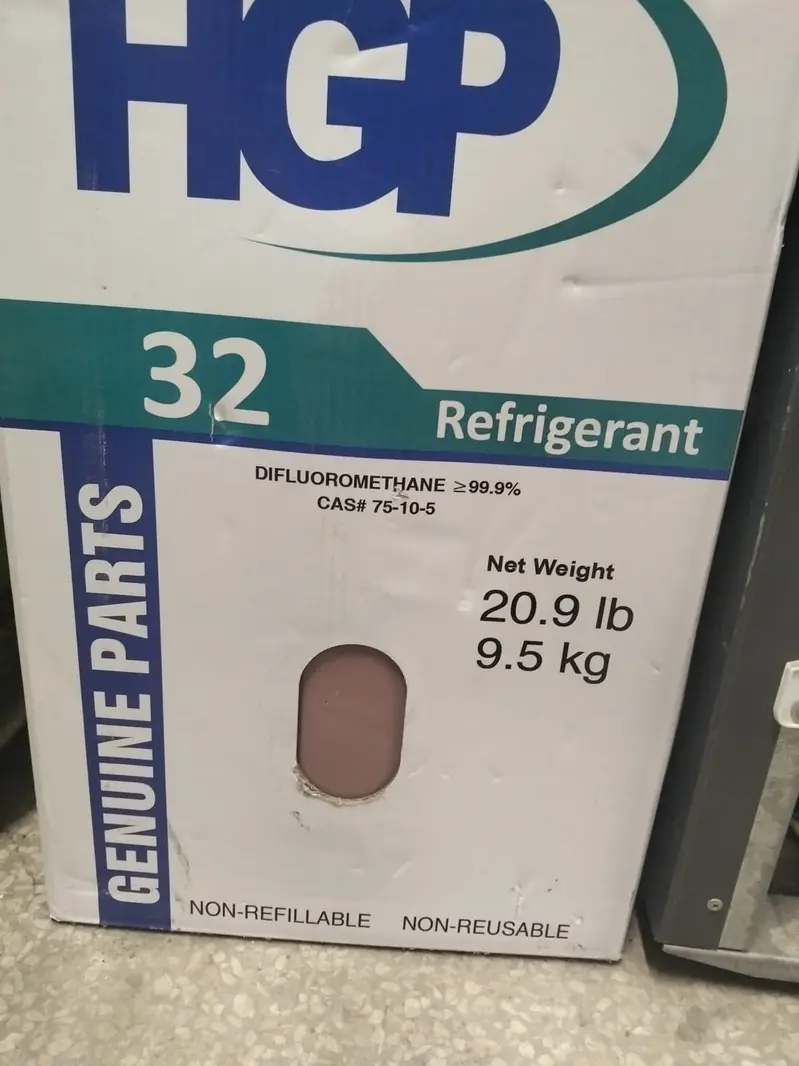 HGP
32
Refrigerant
DIFLUOROMETHANE ≥99.9%
CAS# 75-10-5
Net Weight
20.9 lb
9.5 kg
GENUINE PARTS
NON-REFILLABLE NON-REUSABLE